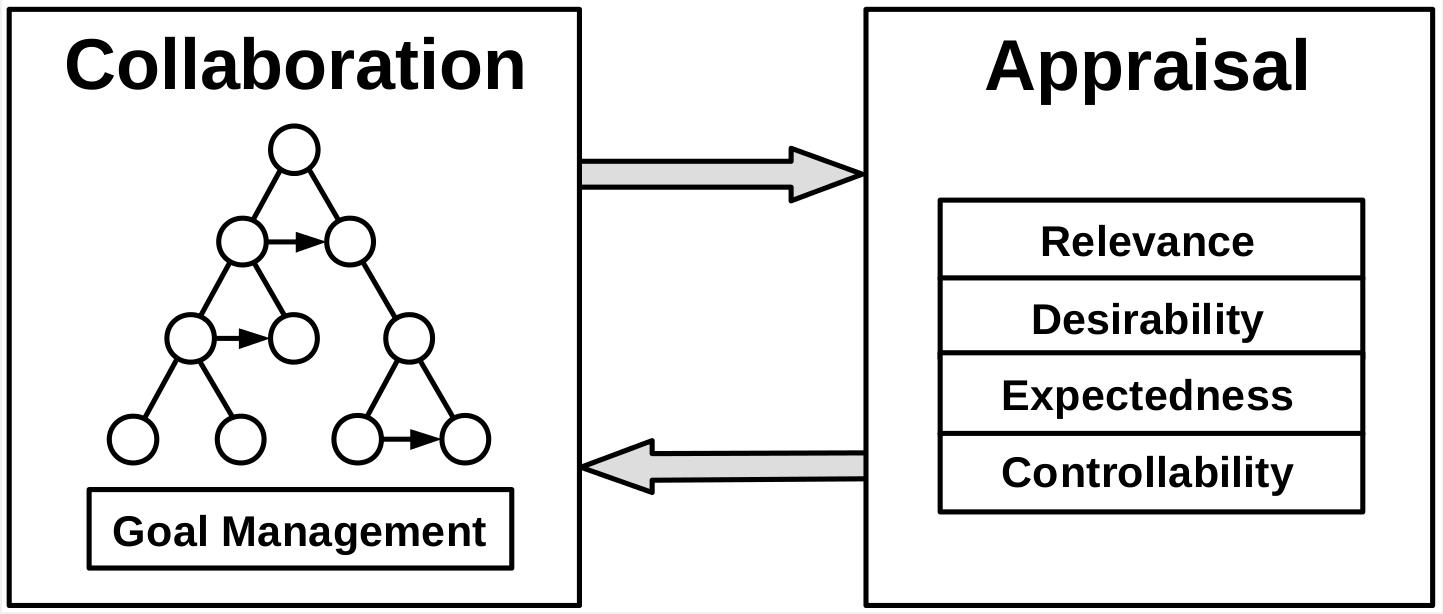 Collaboration
Goal Management
Appraisal
Relevance
Desirability
Expectedness
Controllability